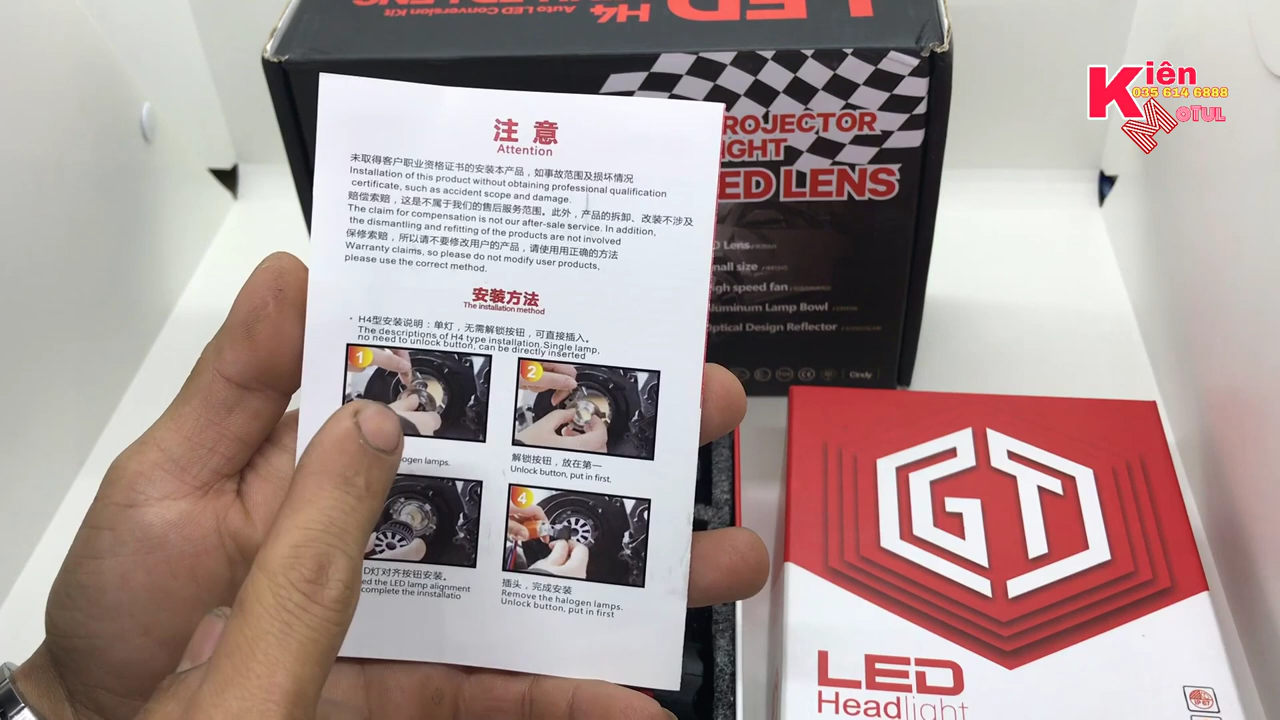 LED
H4 MINI LED LENS
Auto LED Conversion Kit
Kiên
035 614 6888
MOTUL
ROJECTOR
IGHT
ED LENS
D Lens
mall size
igh speed fan
luminum Lamp Bowl
ptical Design Reflector
Cindy
注 意
Attention
未取得客户职业资格证书的安装本产品，如事故范围及损坏情况
Installation of this product without obtaining professional qualification
certificate, such as accident scope and damage.
赔偿索赔，这是不属于我们的售后服务范围。此外，产品的拆卸、改装不涉及
The claim for compensation is not our after-sale service. In addition,
the dismantling and refitting of the products are not involved
保修索赔，所以请不要修改用户的产品，请使用用正确的方法
Warranty claims, so please do not modify user products,
please use the correct method.
安装方法
The installation method
· H4型安装说明：单灯，无需解锁按钮，可直接插入。
The descriptions of H4 type installation.Single lamp,
no need to unlock button, can be directly inserted
1
2
logen lamps.
解锁按钮，放在第一
Unlock button, put in first.
4
D灯对齐按钮安装。
ed the LED lamp alignment
complete the innstallatio
插头，完成安装
Remove the halogen lamps.
Unlock button, put in first
GT
LED
Headlight